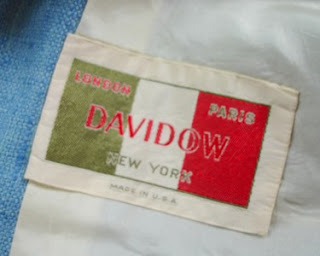 LONDON PARIS
DAVIDOW
NEW YORK
MADE IN U.S.A.